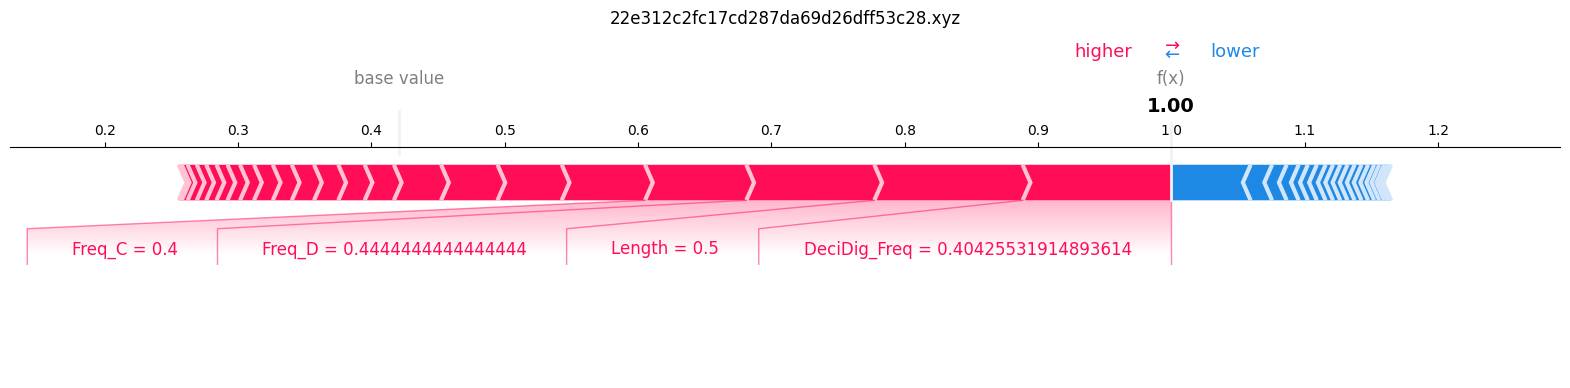 22e312c2fc17cd287da69d26dff53c28.xyz
higher → ← lower
base value f(x)
1.00
0.2 0.3 0.4 0.5 0.6 0.7 0.8 0.9 1.0 1.1 1.2
Freq_C = 0.4 Freq_D = 0.4444444444444444 Length = 0.5 DeciDig_Freq = 0.40425531914893614